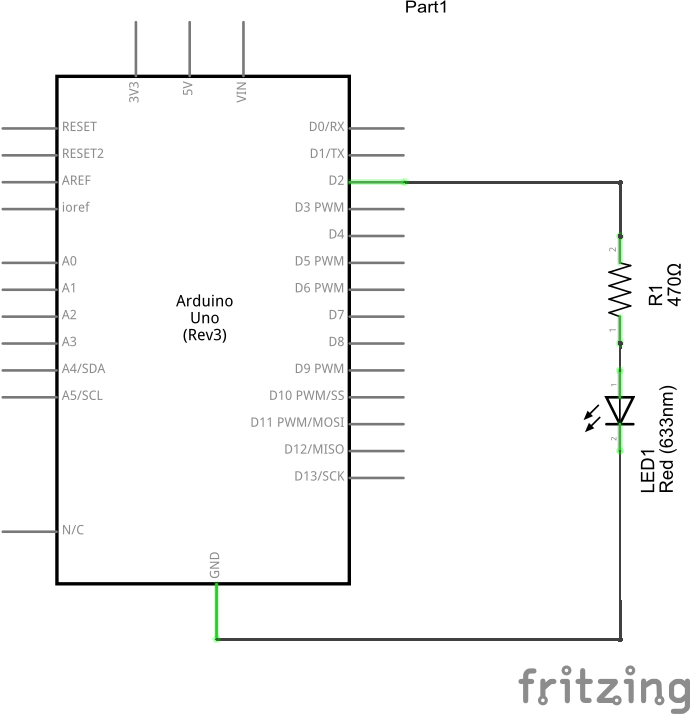 Part1
3V3
5V
VIN
RESET
RESET2
AREF
ioref
A0
A1
A2
A3
A4/SDA
A5/SCL
N/C
Arduino
Uno
(Rev3)
D0/RX
D1/TX
D2
D3 PWM
D4
D5 PWM
D6 PWM
D7
D8
D9 PWM
D10 PWM/SS
D11 PWM/MOSI
D12/MISO
D13/SCK
GND
2
1
R1
470Ω
1
2
LED1
Red (633nm)
fritzing